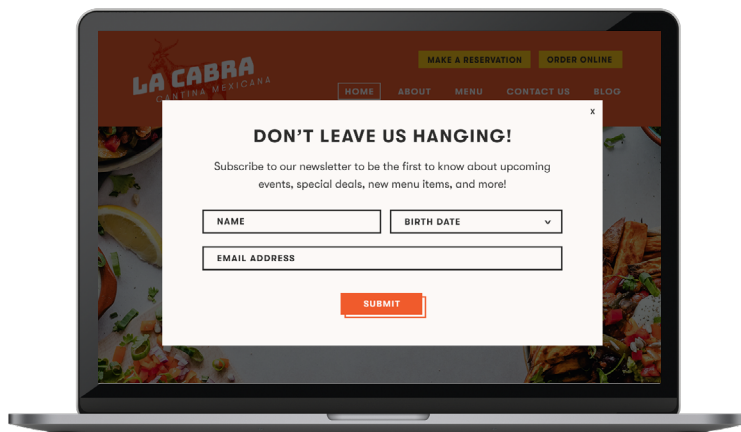 LA CABRA
CANTINA MEXICANA
MAKE A RESERVATION ORDER ONLINE
HOME ABOUT MENU CONTACT US BLOG
X
DON'T LEAVE US HANGING!
Subscribe to our newsletter to be the first to know about upcoming
events, special deals, new menu items, and more!
NAME BIRTH DATE
EMAIL ADDRESS
SUBMIT